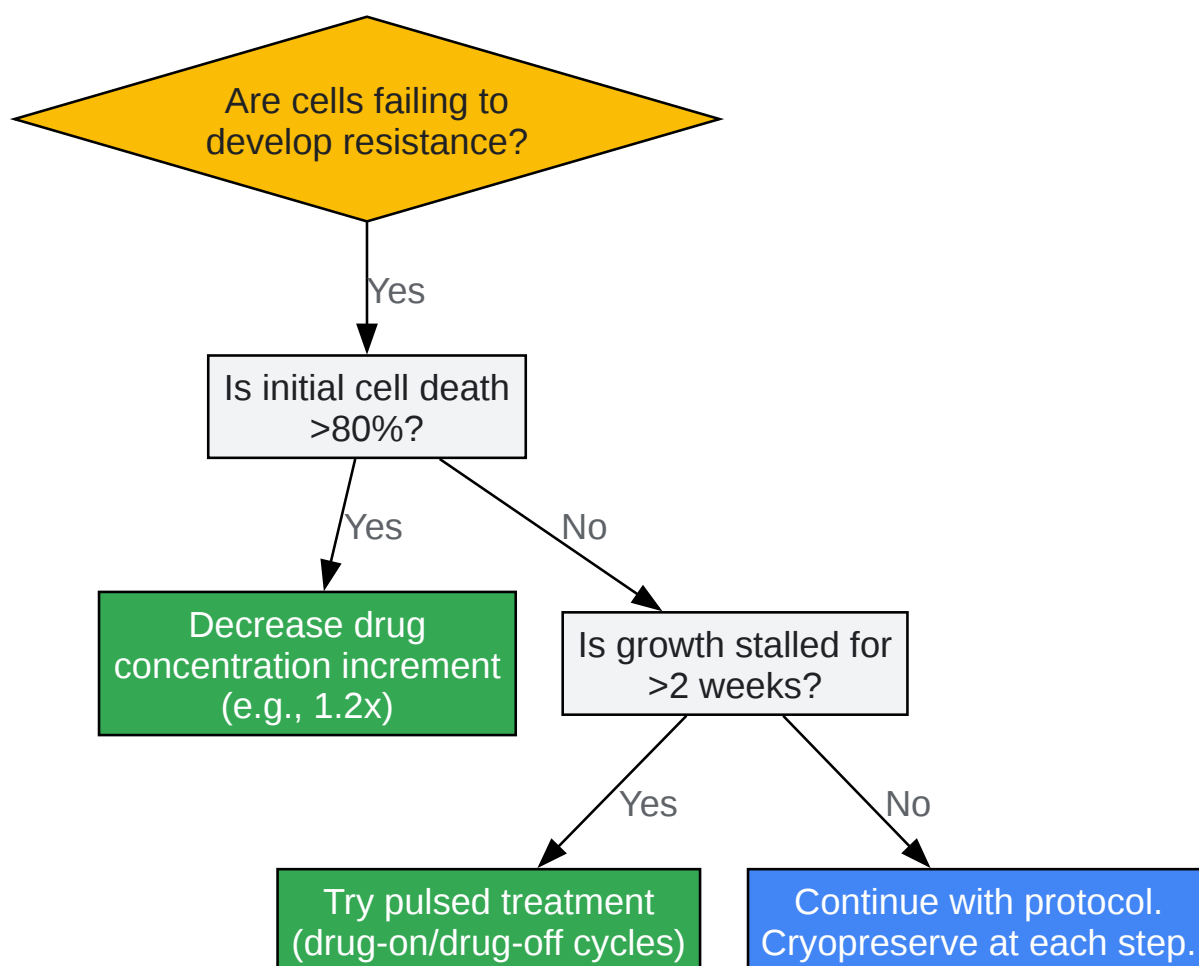 Are cells failing to
develop resistance?
Yes
Is initial cell death
>80%?
Yes
No
Decrease drug
concentration increment
(e.g., 1.2x)
Is growth stalled for
>2 weeks?
Yes
No
Try pulsed treatment
(drug-on/drug-off cycles)
Continue with protocol.
Cryopreserve at each step.